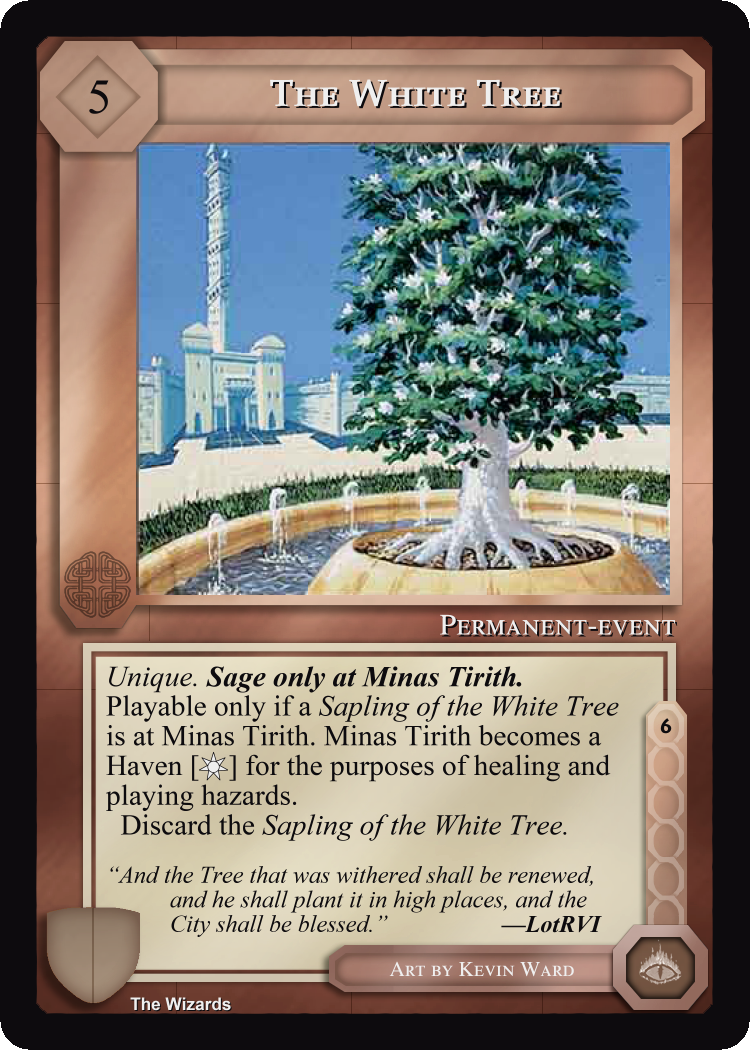 5
THE WHITE TREE
PERMANENT-EVENT
Unique. Sage only at Minas Tirith.
Playable only if a Sapling of the White Tree
is at Minas Tirith. Minas Tirith becomes a
Haven [☼] for the purposes of healing and
playing hazards.
Discard the Sapling of the White Tree.
6
“And the Tree that was withered shall be renewed,
and he shall plant it in high places, and the
City shall be blessed.” —LotRVI
ART BY KEVIN WARD
The Wizards